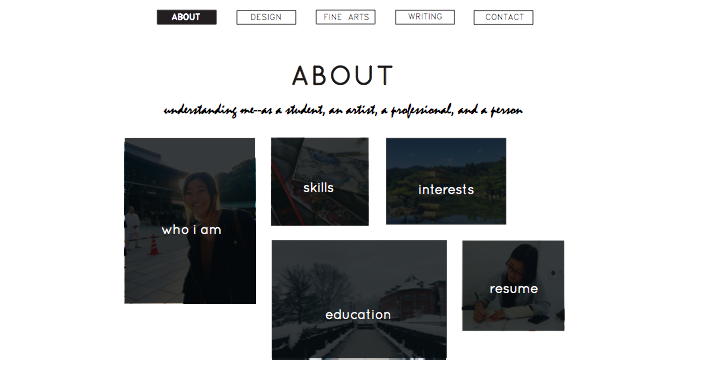 ABOUT DESIGN FINE ARTS WRITING CONTACT
ABOUT
understanding me--as a student, an artist, a professional, and a person
skills
interests
who i am
resume
education